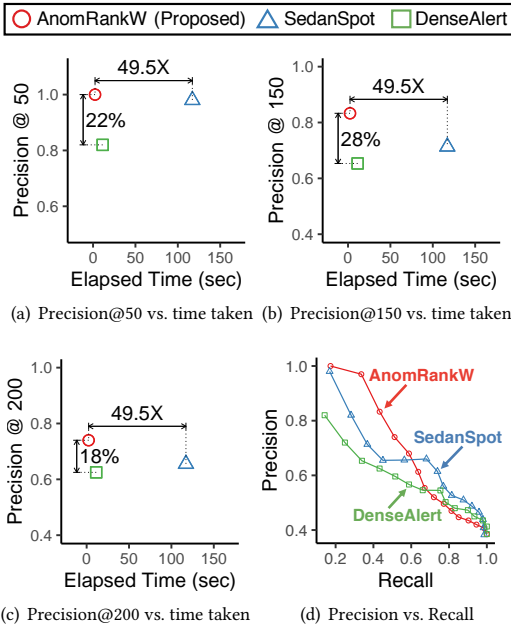 AnomRankW (Proposed) SedanSpot DenseAlert
49.5X
22%
Precision @ 50
1.0
0.8
0.6
0 50 100 150
Elapsed Time (sec)
(a) Precision@50 vs. time taken
49.5X
28%
Precision @ 150
1.0
0.8
0.6
0.4
0 50 100 150
Elapsed Time (sec)
(b) Precision@150 vs. time taken
49.5X
18%
Precision @ 200
1.0
0.8
0.6
0.4
0 50 100 150
Elapsed Time (sec)
(c) Precision@200 vs. time taken
AnomRankW
SedanSpot
DenseAlert
Precision
1.0
0.8
0.6
0.4
0.2 0.4 0.6 0.8 1.0
Recall
(d) Precision vs. Recall